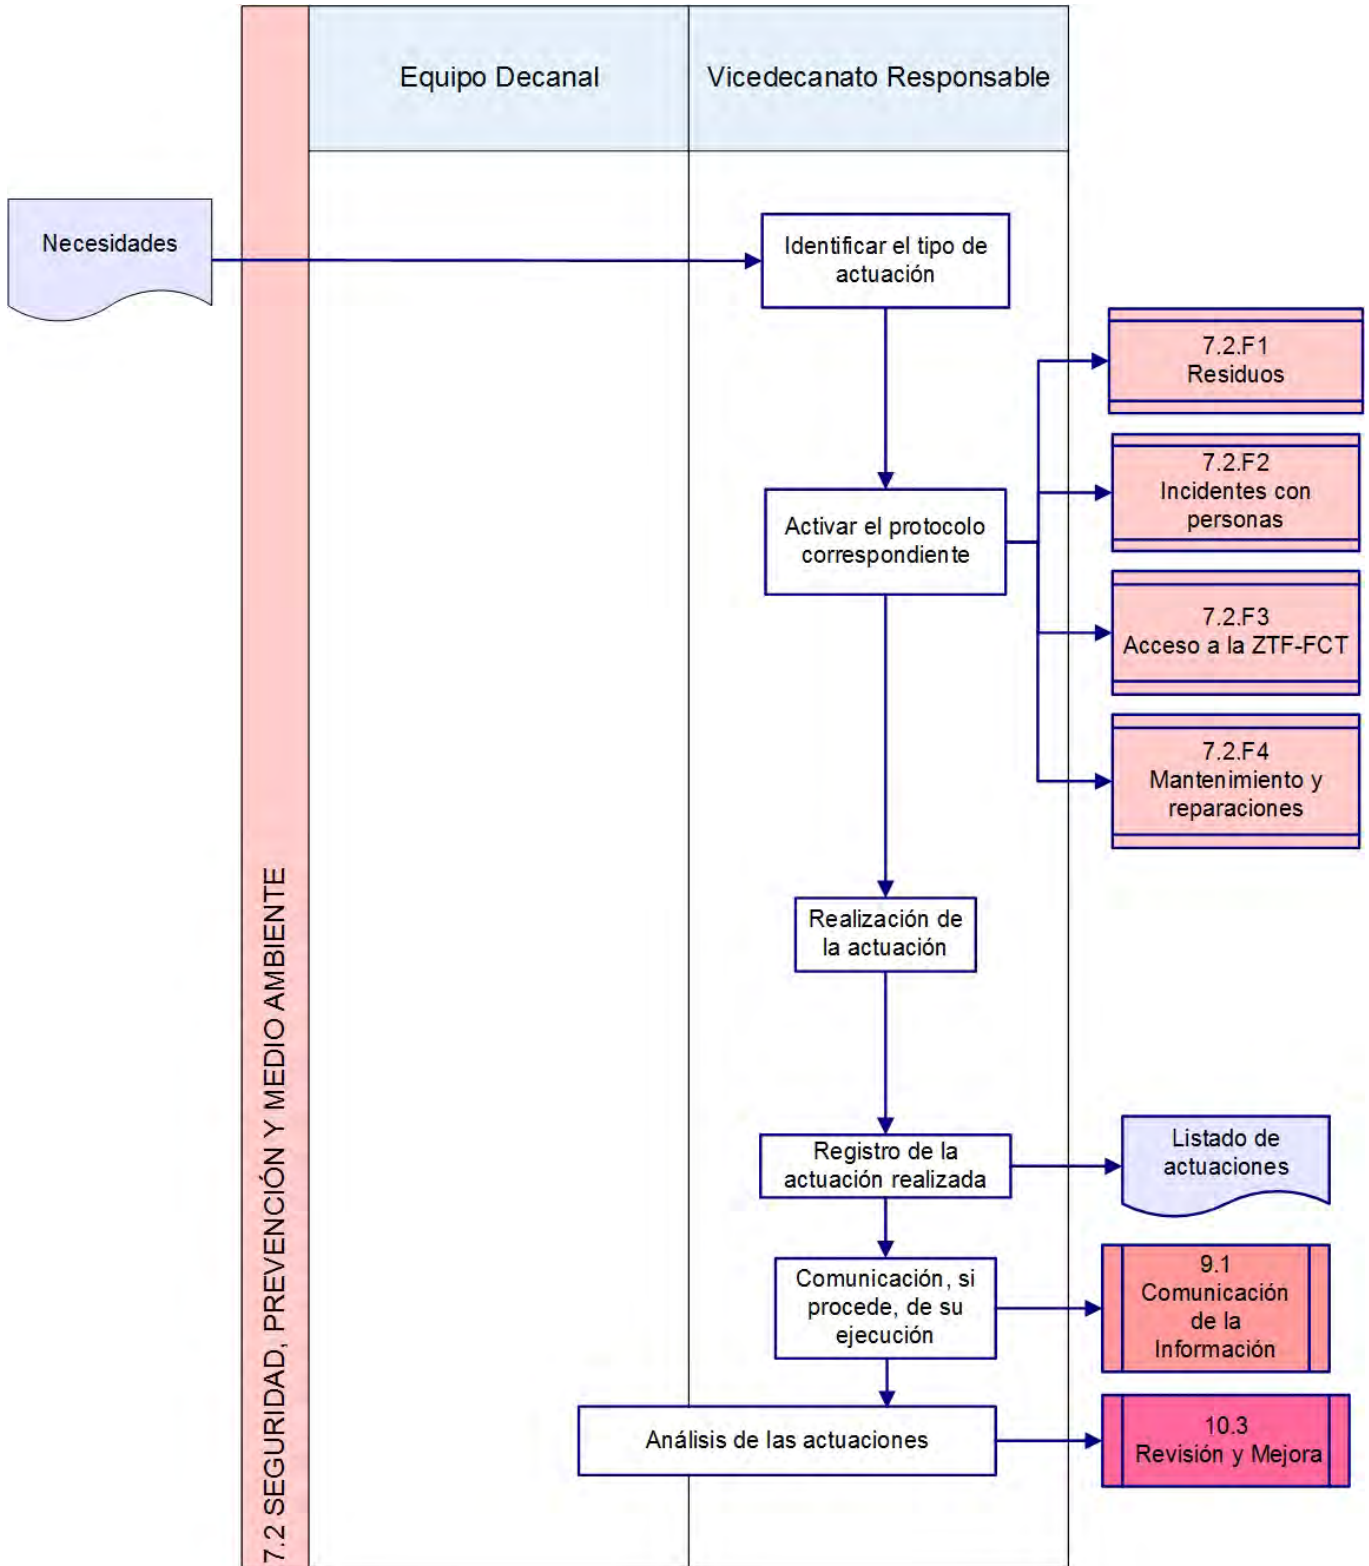 Equipo Decanal
Vicedecanato Responsable
Necesidades
Identificar el tipo de
actuación
7.2.F1
Residuos
7.2.F2
Incidentes con
personas
Activar el protocolo
correspondiente
7.2.F3
Acceso a la ZTF-FCT
7.2.F4
Mantenimiento y
reparaciones
Realización de
la actuación
Registro de la
actuación realizada
Listado de
actuaciones
Comunicación, si
procede, de su
ejecución
9.1
Comunicación
de la
Información
Análisis de las actuaciones
10.3
Revisión y Mejora
7.2 SEGURIDAD, PREVENCIÓN Y MEDIO AMBIENTE